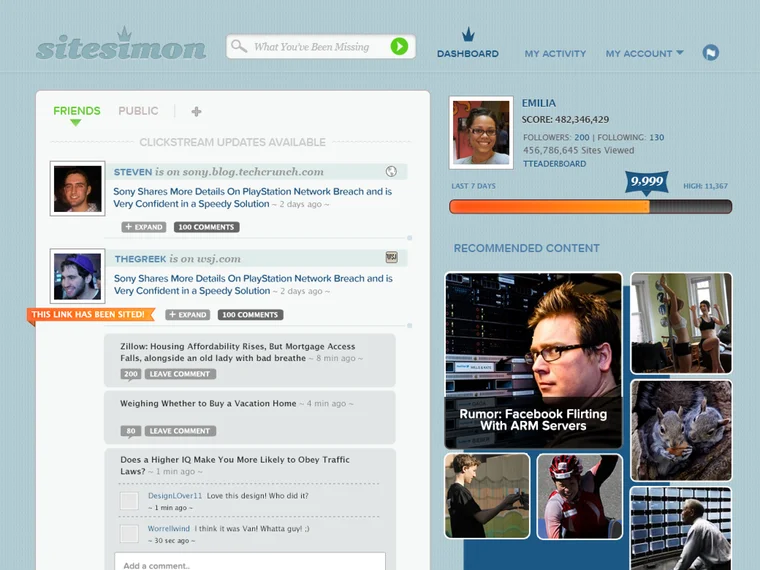 sitesimon
What You've Been Missing
DASHBOARD
MY ACTIVITY
MY ACCOUNT
FRIENDS
PUBLIC
+
CLICKSTREAM UPDATES AVAILABLE
STEVEN is on sony.blog.techcrunch.com
Sony Shares More Details On PlayStation Network Breach and is
Very Confident in a Speedy Solution ~ 2 days ago ~
+ EXPAND
100 COMMENTS
THEGREEK is on wsj.com
Sony Shares More Details On PlayStation Network Breach and is
Very Confident in a Speedy Solution ~ 2 days ago ~
THIS LINK HAS BEEN SITED!
+ EXPAND
100 COMMENTS
Zillow: Housing Affordability Rises, But Mortgage Access
Falls, alongside an old lady with bad breathe ~ 8 min ago ~
200
LEAVE COMMENT
Weighing Whether to Buy a Vacation Home ~ 4 min ago ~
80
LEAVE COMMENT
Does a Higher IQ Make You More Likely to Obey Traffic
Laws? ~ 1 min ago ~
DesignLOver11 Love this design! Who did it?
~ 1 min ago ~
Worrellwind I think it was Van! Whatta guy! ;)
~ 30 sec ago ~
Add a comment..
EMILIA
SCORE: 482,346,429
FOLLOWERS: 200 | FOLLOWING: 130
456,786,645 Sites Viewed
TTEADERBOARD
LAST 7 DAYS
9,999
HIGH: 11,367
RECOMMENDED CONTENT
Rumor: Facebook Flirting
With ARM Servers